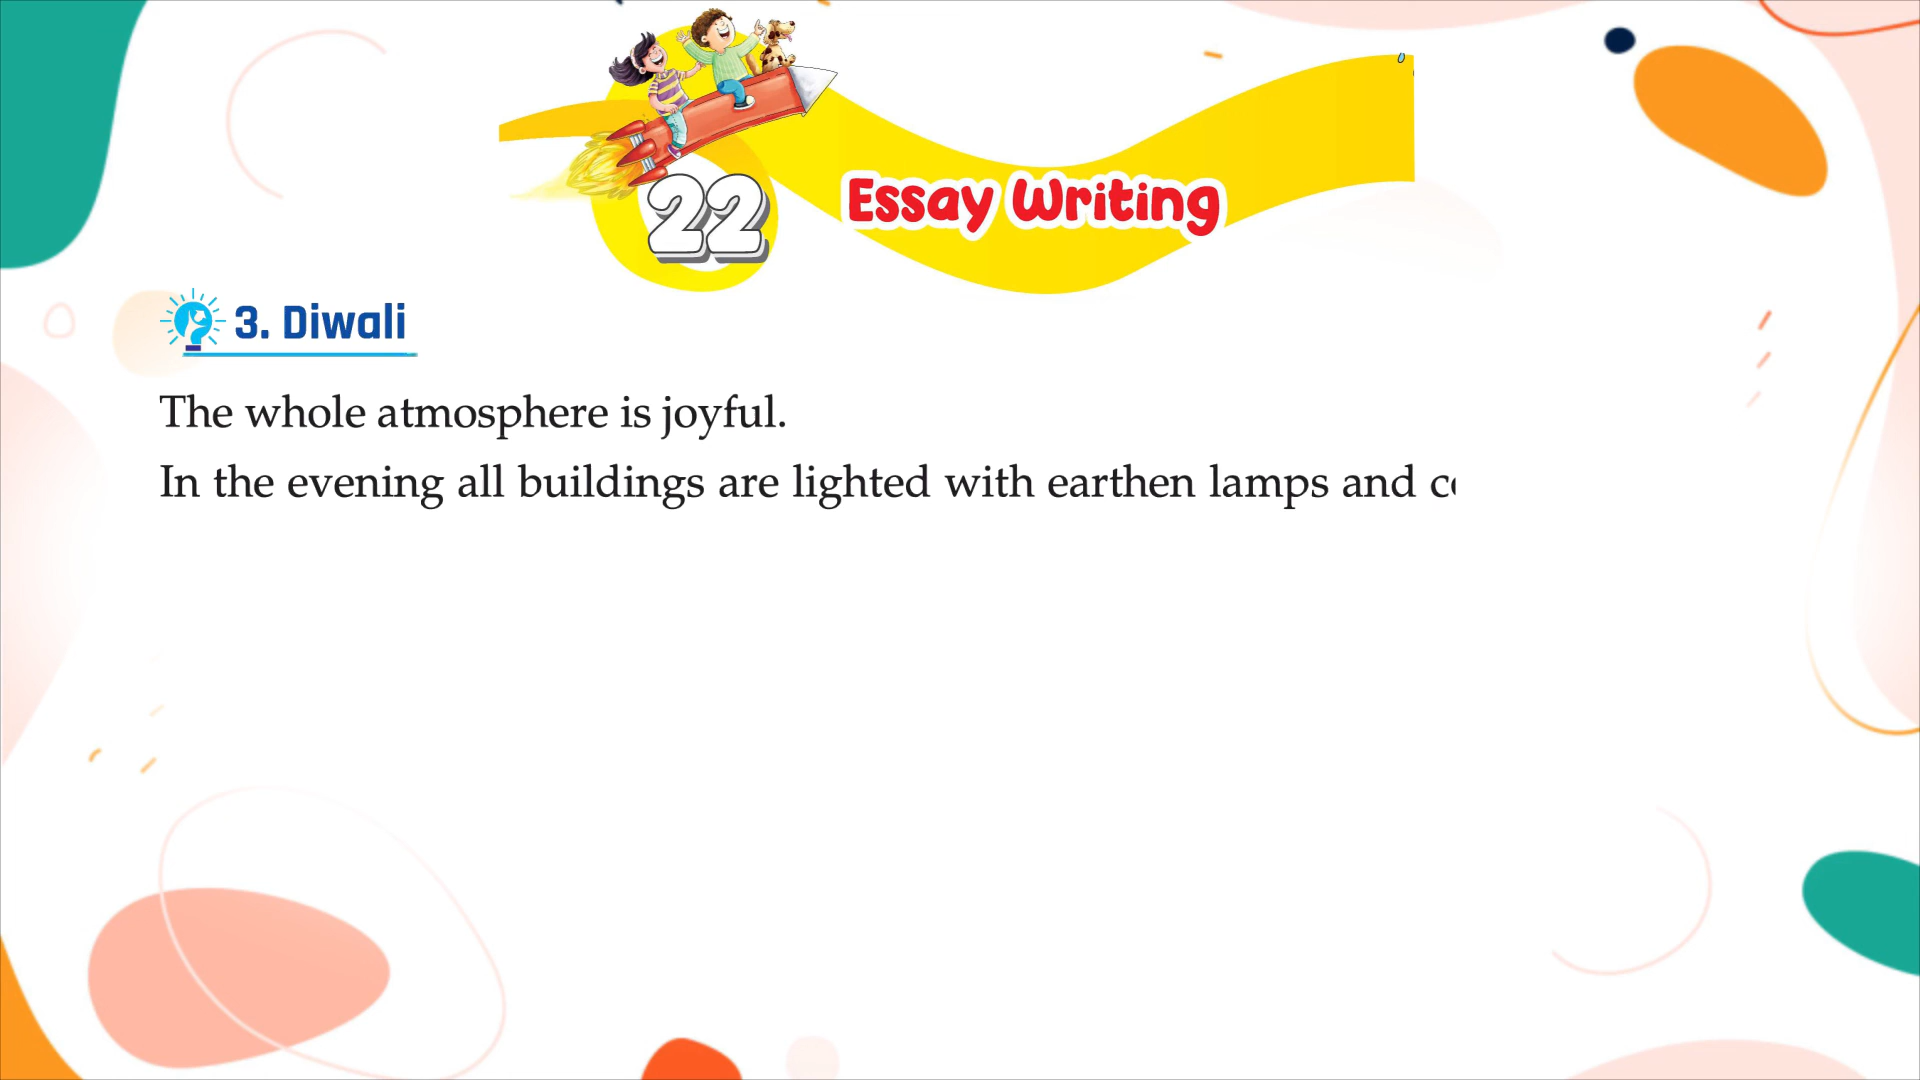 22
Essay Writing
3. Diwali
The whole atmosphere is joyful.
In the evening all buildings are lighted with earthen lamps and